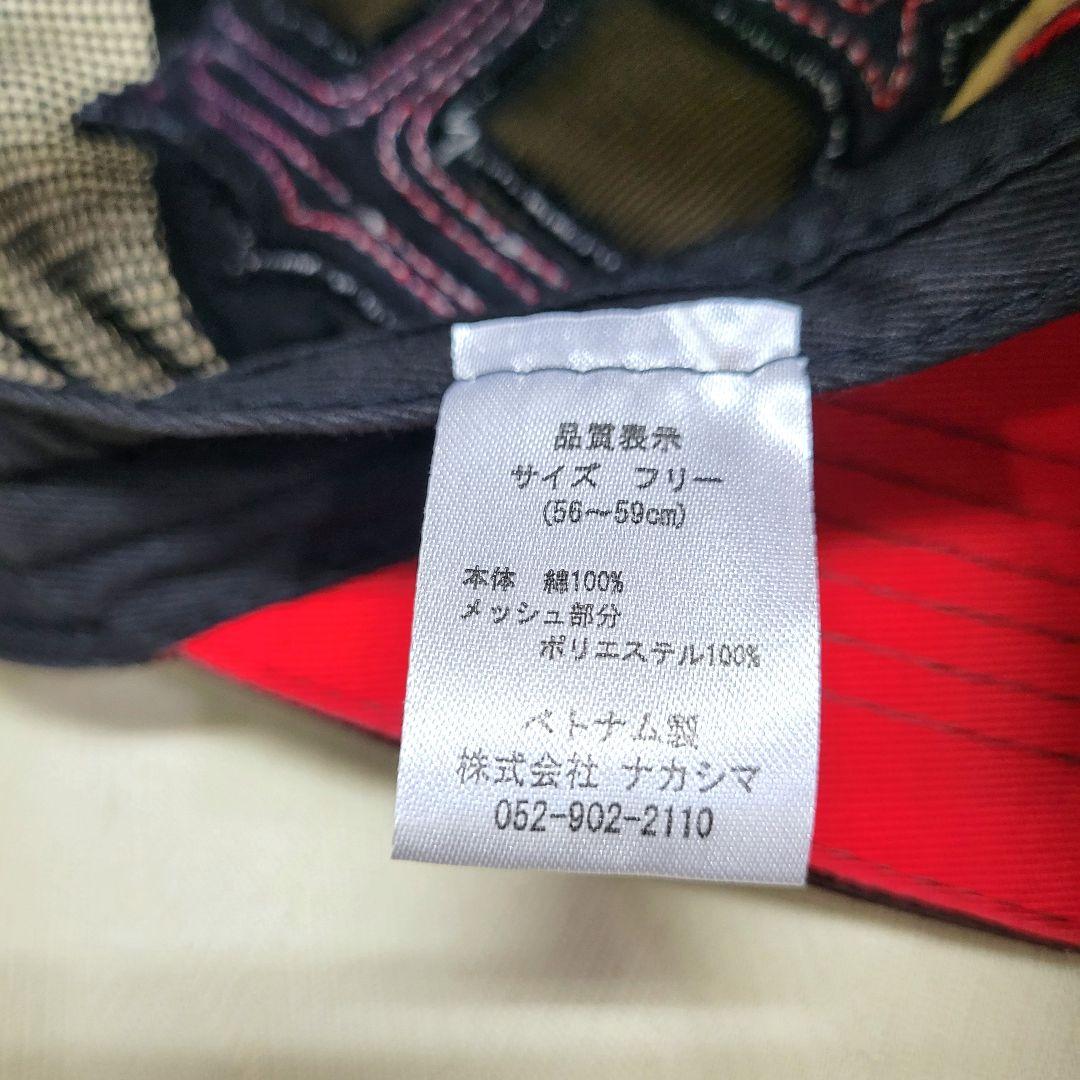 品質表示
サイズ　フリー
(56～59cm)
本体　綿100%
メッシュ部分
ポリエステル100%
ベトナム製
株式会社 ナカシマ
052-902-2110